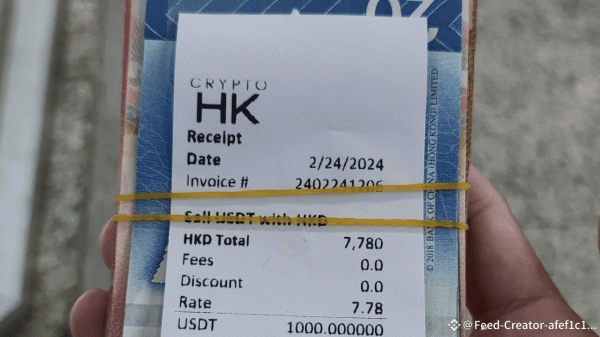 20
CRYPTO
HK
Receipt
Date 2/24/2024
Invoice # 2402241206
Sell USDT with HKD
HKD Total 7,780
Fees 0.0
Discount 0.0
Rate 7.78
USDT 1000.000000
© 2018 BANK OF CHINA (HONG KONG) LIMITED
@Feed-Creator-afef1c1...